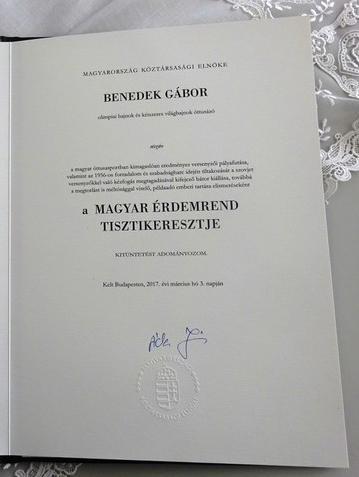 MAGYARORSZÁG KÖZTÁRSASÁGI ELNÖKE
BENEDEK GÁBOR
olimpiai bajnok és kétszeres világbajnok öttusázó
részére
a magyar öttusasportban kimagaslóan eredményes versenyzői pályafutása,
valamint az 1956-os forradalom és szabadságharc idején tiltakozását a szovjet
versenyzőkkel való kézfogás megtagadásával kifejező bátor kiállása, továbbá
a megtorlást is méltósággal viselő, példaadó emberi tartása elismeréseként
a MAGYAR ÉRDEMREND
TISZTIKERESZTJE
KITÜNTETÉST ADOMÁNYOZOM.
Kelt Budapesten, 2017. évi március hó 3. napján